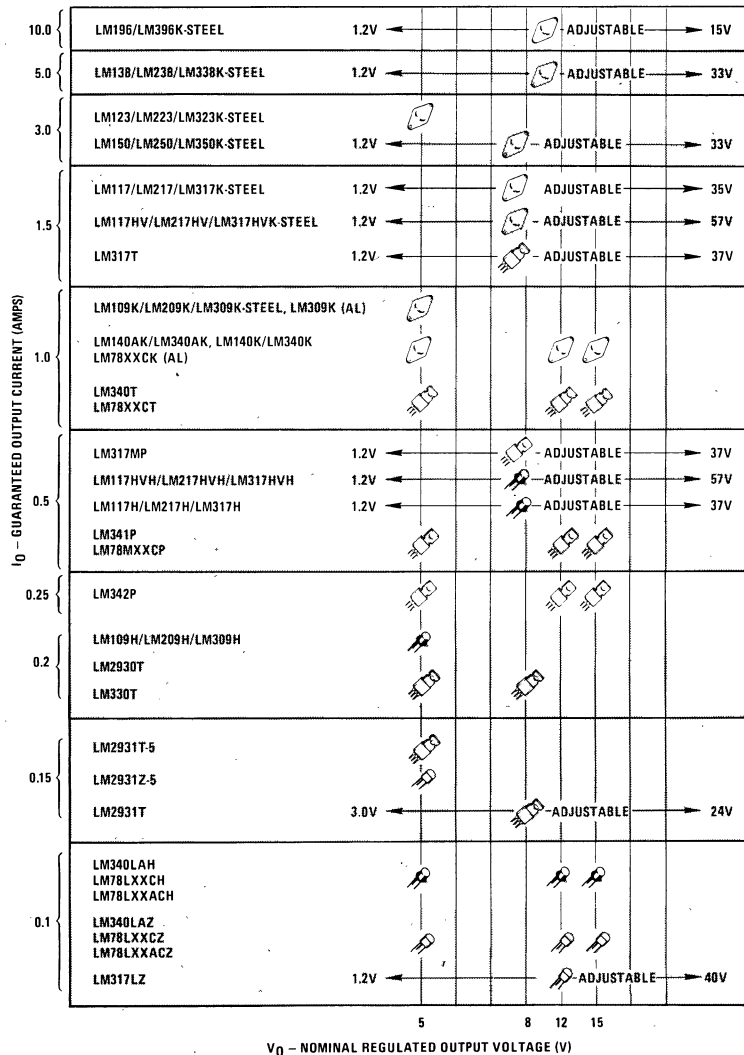 10.0 LM196/LM396K-STEEL 1.2V ADJUSTABLE 15V
5.0 LM138/LM238/LM338K-STEEL 1.2V ADJUSTABLE 33V
3.0
LM123/LM223/LM323K-STEEL
LM150/LM250/LM350K-STEEL 1.2V ADJUSTABLE 33V
1.5
LM117/LM217/LM317K-STEEL 1.2V ADJUSTABLE 35V
LM117HV/LM217HV/LM317HVK-STEEL 1.2V ADJUSTABLE 57V
LM317T 1.2V ADJUSTABLE 37V
1.0
LM109K/LM209K/LM309K-STEEL, LM309K (AL)
LM140AK/LM340AK, LM140K/LM340K
LM78XXCK (AL)
LM340T
LM78XXCT
0.5
LM317MP 1.2V ADJUSTABLE 37V
LM117HVH/LM217HVH/LM317HVH 1.2V ADJUSTABLE 57V
LM117H/LM217H/LM317H 1.2V ADJUSTABLE 37V
LM341P
LM78MXXCP
0.25 LM342P
0.2
LM109H/LM209H/LM309H
LM2930T
LM330T
0.15
LM2931T-5
LM2931Z-5
LM2931T 3.0V ADJUSTABLE 24V
0.1
LM340LAH
LM78LXXCH
LM78LXXACH
LM340LAZ
LM78LXXCZ
LM78LXXACZ
LM317LZ 1.2V ADJUSTABLE 40V
5 8 12 15
VO – NOMINAL REGULATED OUTPUT VOLTAGE (V)
IO – GUARANTEED OUTPUT CURRENT (AMPS)